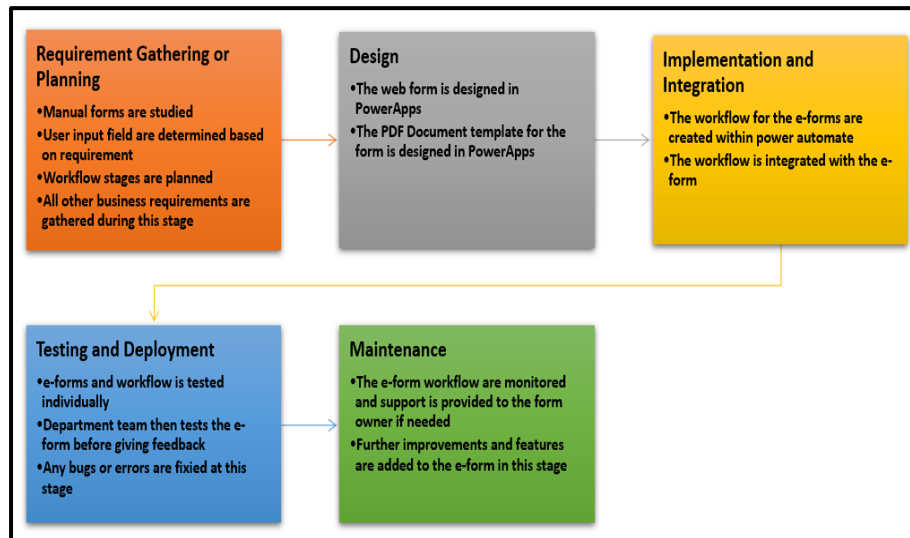 Requirement Gathering or
Planning
•Manual forms are studied
•User input field are determined based
on requirement
•Workflow stages are planned
•All other business requirements are
gathered during this stage
Design
•The web form is designed in
PowerApps
•The PDF Document template for the
form is designed in PowerApps
Implementation and
Integration
•The workflow for the e-forms are
created within power automate
•The workflow is integrated with the e-
form
Testing and Deployment
•e-forms and workflow is tested
individually
•Department team then tests the e-
form before giving feedback
•Any bugs or errors are fixied at this
stage
Maintenance
•The e-form workflow are monitored
and support is provided to the form
owner if needed
•Further improvements and features
are added to the e-form in this stage